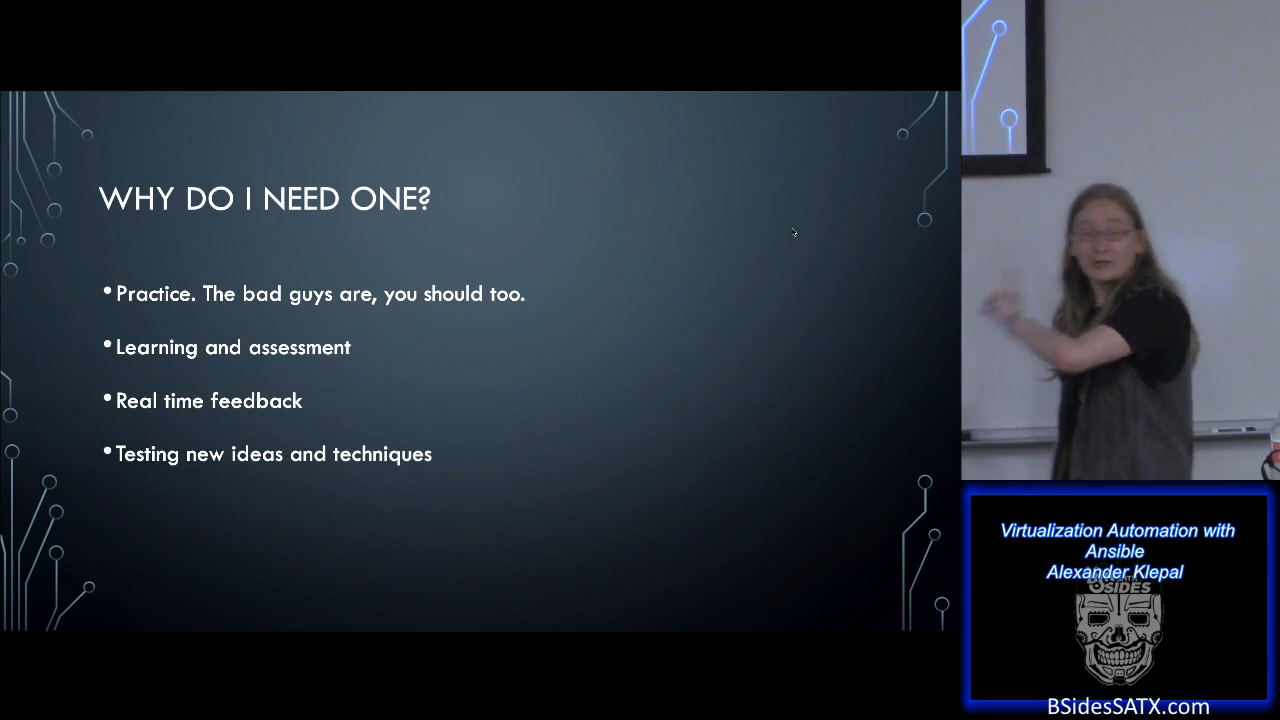 WHY DO I NEED ONE?
• Practice. The bad guys are, you should too.
• Learning and assessment
• Real time feedback
• Testing new ideas and techniques
Virtualization Automation with
Ansible
Alexander Klepal
SIDES
BSidesSATX.com